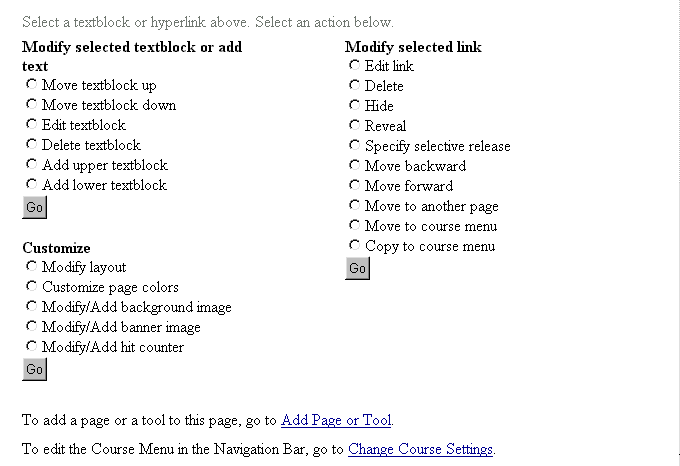 Select a textblock or hyperlink above. Select an action below.
Modify selected textblock or add
text
Move textblock up
Move textblock down
Edit textblock
Delete textblock
Add upper textblock
Add lower textblock
Go
Customize
Modify layout
Customize page colors
Modify/Add background image
Modify/Add banner image
Modify/Add hit counter
Go
Modify selected link
Edit link
Delete
Hide
Reveal
Specify selective release
Move backward
Move forward
Move to another page
Move to course menu
Copy to course menu
Go
To add a page or a tool to this page, go to Add Page or Tool.
To edit the Course Menu in the Navigation Bar, go to Change Course Settings.